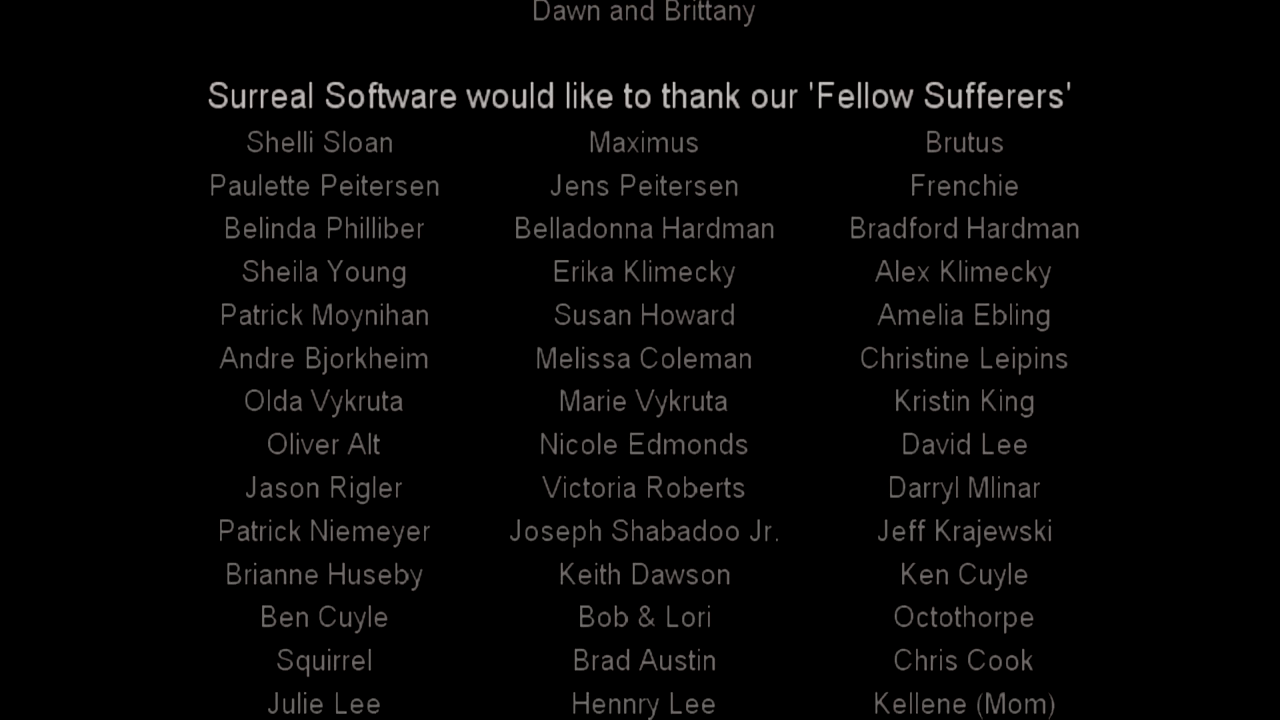 Dawn and Brittany
Surreal Software would like to thank our 'Fellow Sufferers'
Shelli Sloan Maximus Brutus
Paulette Peitersen Jens Peitersen Frenchie
Belinda Philliber Belladonna Hardman Bradford Hardman
Sheila Young Erika Klimecky Alex Klimecky
Patrick Moynihan Susan Howard Amelia Ebling
Andre Bjorkheim Melissa Coleman Christine Leipins
Olda Vykruta Marie Vykruta Kristin King
Oliver Alt Nicole Edmonds David Lee
Jason Rigler Victoria Roberts Darryl Mlinar
Patrick Niemeyer Joseph Shabadoo Jr. Jeff Krajewski
Brianne Huseby Keith Dawson Ken Cuyle
Ben Cuyle Bob & Lori Octothorpe
Squirrel Brad Austin Chris Cook
Julie Lee Hennry Lee Kellene (Mom)